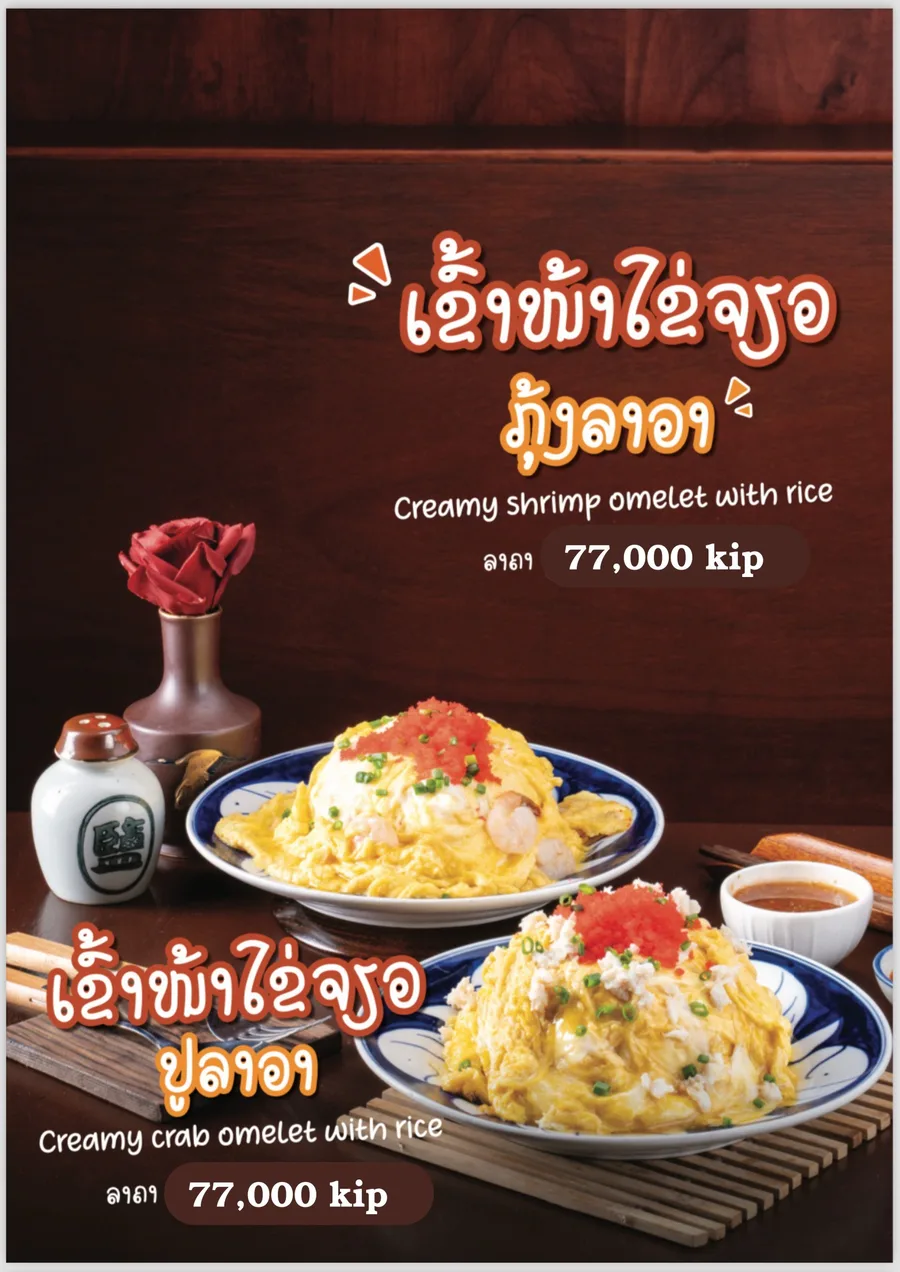 ເຂົ້າໜ້າໄຂ່ຈຽວ
ກຸ້ງລາວາ
Creamy shrimp omelet with rice
ລາຄາ 77,000 kip
鹽
ເຂົ້າໜ້າໄຂ່ຈຽວ
ປູລາວາ
Creamy crab omelet with rice
ລາຄາ 77,000 kip